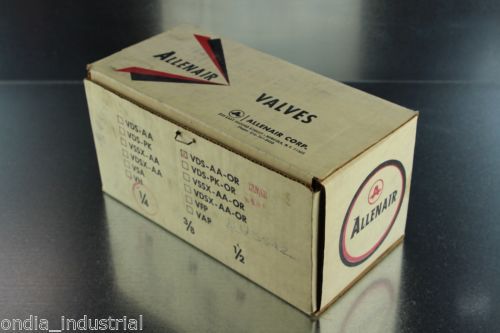 ALLENAIR
VALVES
ALLENAIR CORP.
VDS-AA
VDS-PK
VSSX-AA
VDSX-AA
VSA
VDS-AA-OR
VDS-PK-OR
VSSX-AA-OR
VDSX-AA-OR
VFP
VAP
1/4
3/8
1/2
ALLENAIR
ondia_industrial